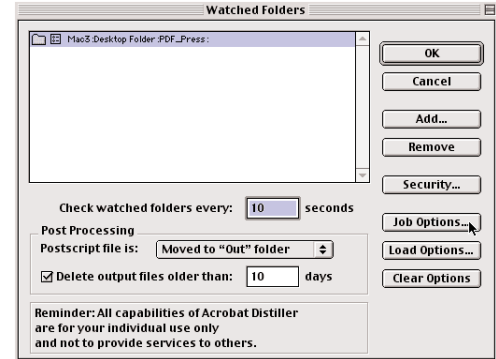 Watched Folders
Mac3:Desktop Folder:PDF_Press:
OK
Cancel
Add...
Remove
Security...
Job Options...
Load Options...
Clear Options
Check watched folders every: 10 seconds
Post Processing
Postscript file is: Moved to “Out” folder
Delete output files older than: 10 days
Reminder: All capabilities of Acrobat Distiller
are for your individual use only
and not to provide services to others.